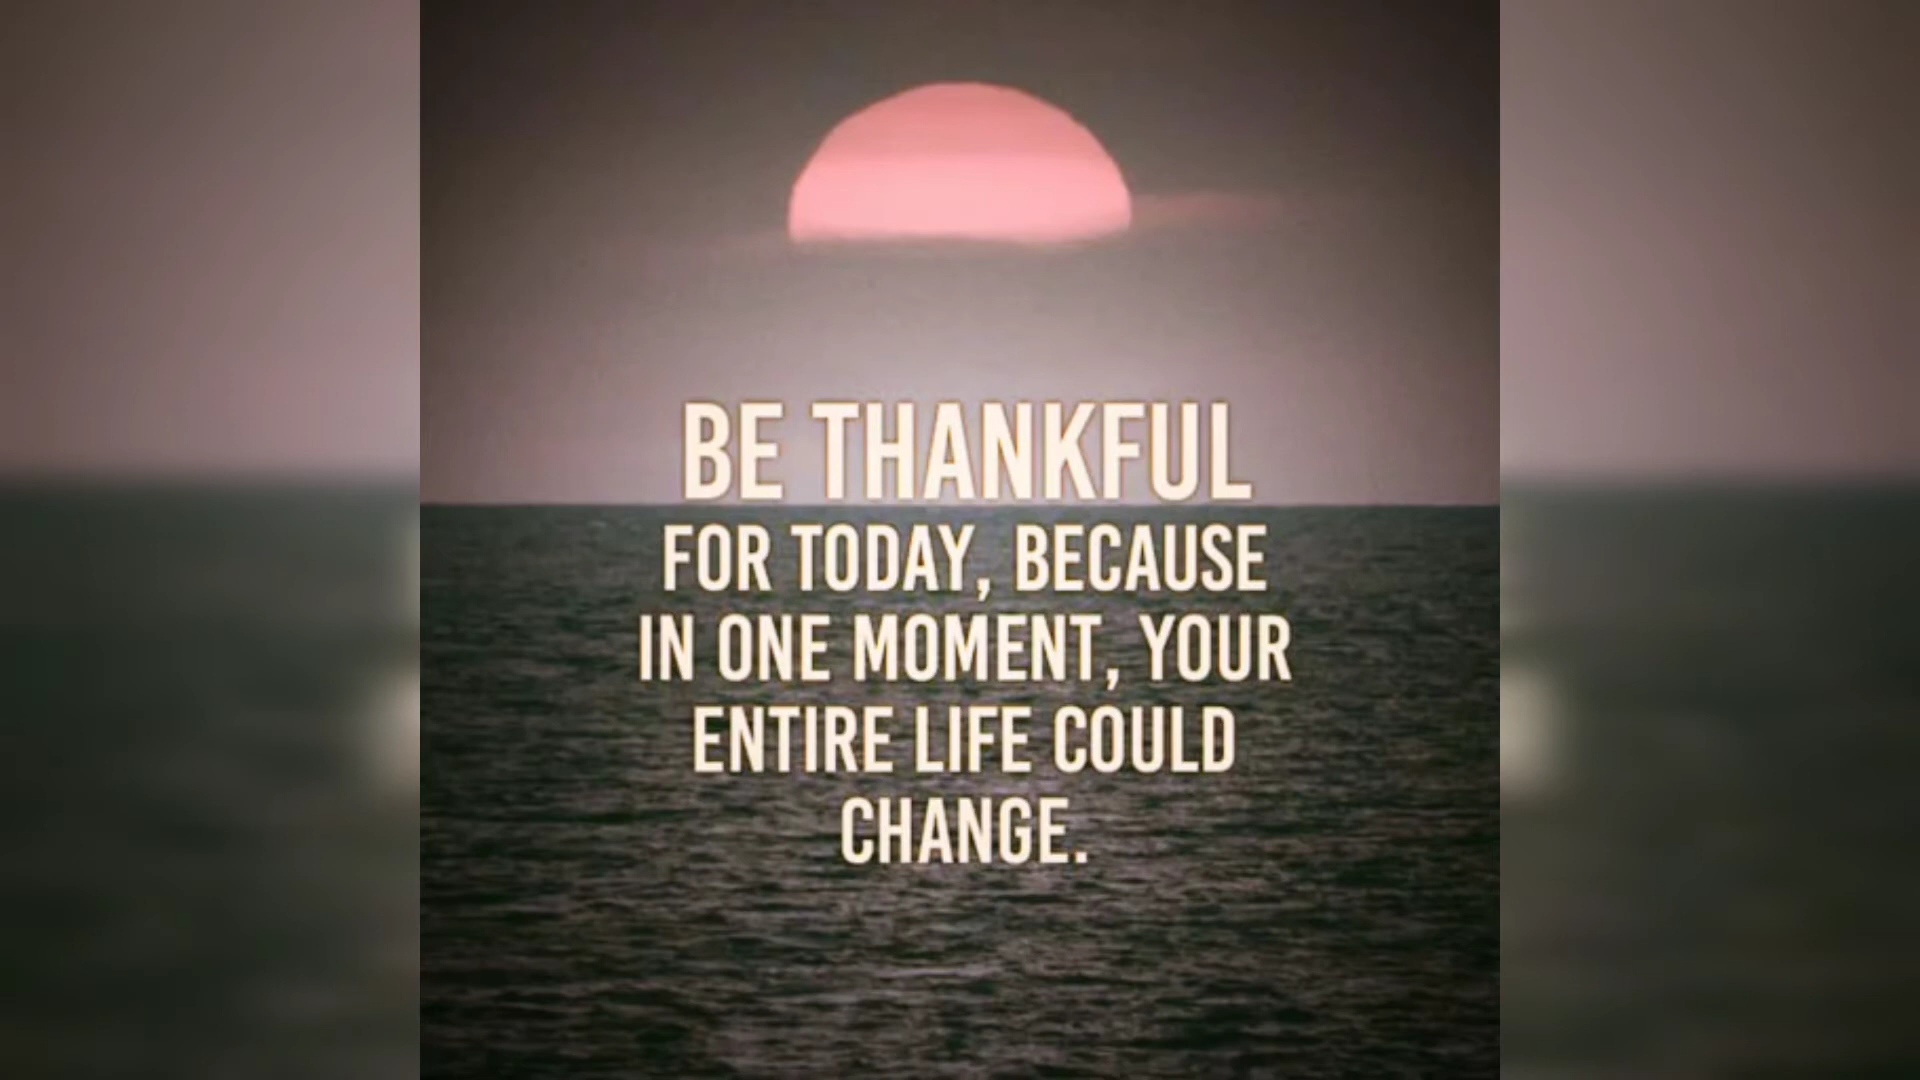 BE THANKFUL
FOR TODAY, BECAUSE
IN ONE MOMENT, YOUR
ENTIRE LIFE COULD
CHANGE.